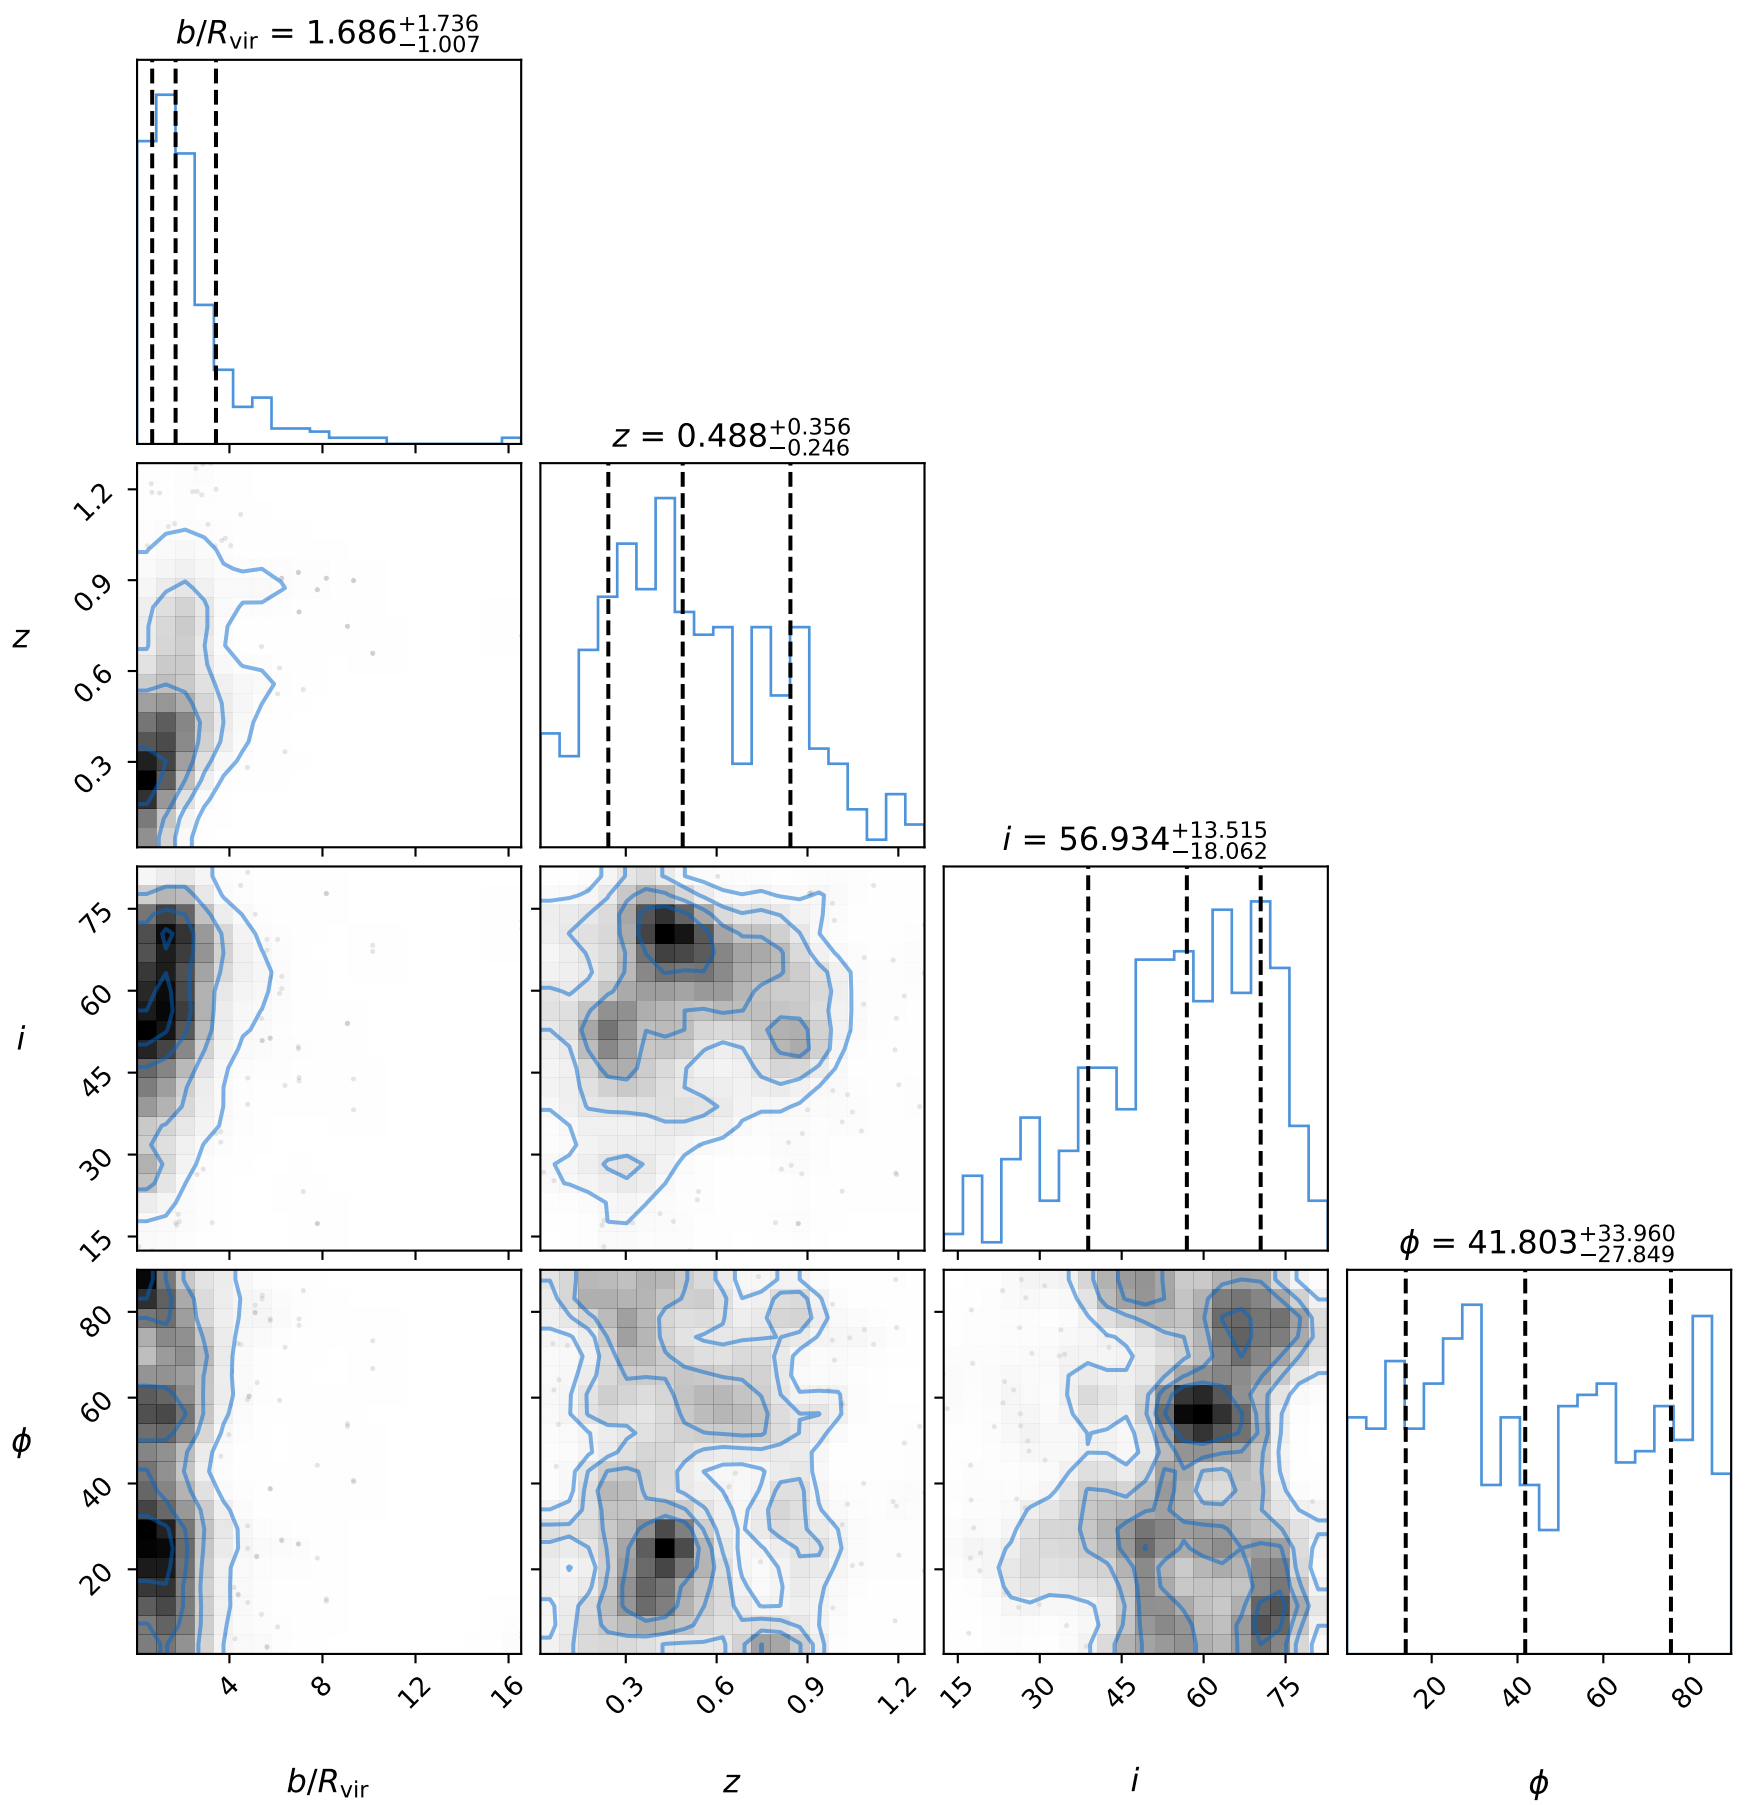 b/R_vir = 1.686^{+1.736}_{−1.007}
z = 0.488^{+0.356}_{−0.246}
1.2
0.9
0.6
0.3
z
i = 56.934^{+13.515}_{−18.062}
75
60
45
30
15
i
ϕ = 41.803^{+33.960}_{−27.849}
80
60
40
20
ϕ
4 8 12 16 0.3 0.6 0.9 1.2 15 30 45 60 75 20 40 60 80
b/R_vir z i ϕ